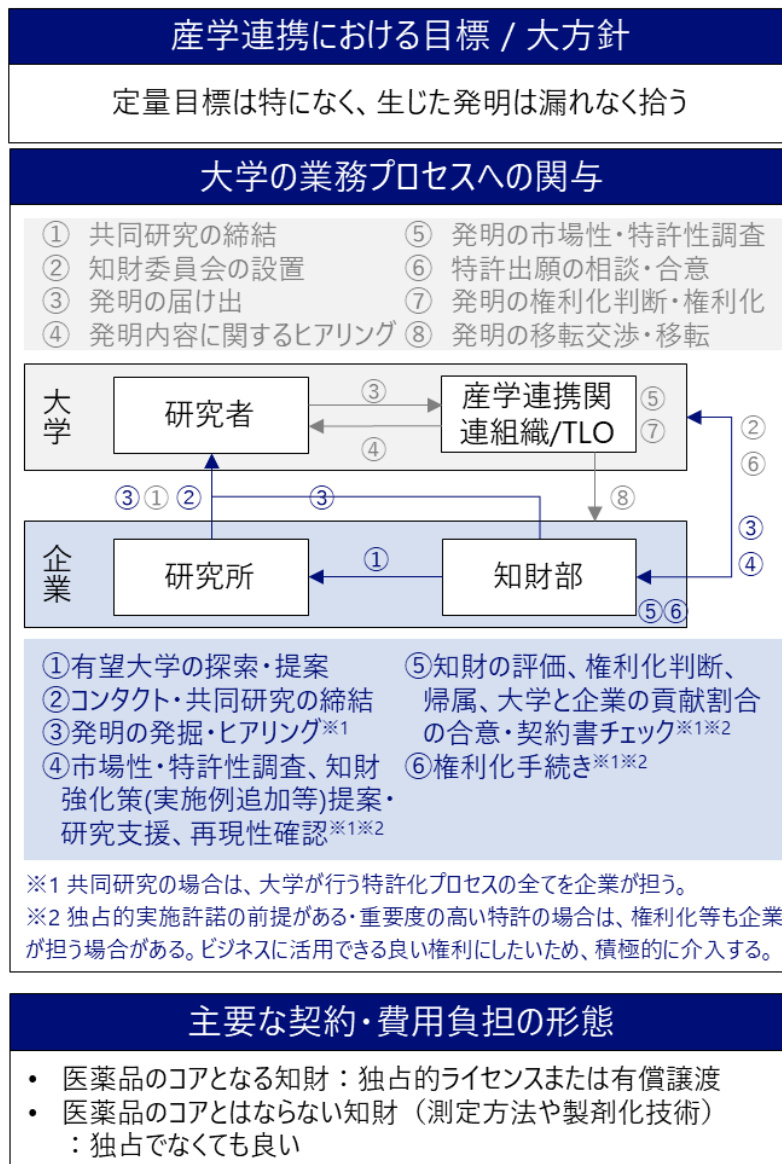 産学連携における目標 / 大方針
定量目標は特になく、生じた発明は漏れなく拾う
大学の業務プロセスへの関与
① 共同研究の締結
② 知財委員会の設置
③ 発明の届け出
④ 発明内容に関するヒアリング
⑤ 発明の市場性・特許性調査
⑥ 特許出願の相談・合意
⑦ 発明の権利化判断・権利化
⑧ 発明の移転交渉・移転
大学
研究者
③
④
産学連携関
連組織/TLO
⑤
⑦
②
⑥
③①②
③
⑧
③
④
企業
研究所
①
知財部
⑤⑥
①有望大学の探索・提案
②コンタクト・共同研究の締結
③発明の発掘・ヒアリング※1
④市場性・特許性調査、知財
強化策(実施例追加等)提案・
研究支援、再現性確認※1※2
⑤知財の評価、権利化判断、
帰属、大学と企業の貢献割合
の合意・契約書チェック※1※2
⑥権利化手続き※1※2
※1 共同研究の場合は、大学が行う特許化プロセスの全てを企業が担う。
※2 独占的実施許諾の前提がある・重要度の高い特許の場合は、権利化等も企業
が担う場合がある。ビジネスに活用できる良い権利にしたいため、積極的に介入する。
主要な契約・費用負担の形態
• 医薬品のコアとなる知財：独占的ライセンスまたは有償譲渡
• 医薬品のコアとはならない知財（測定方法や製剤化技術）
：独占でなくても良い